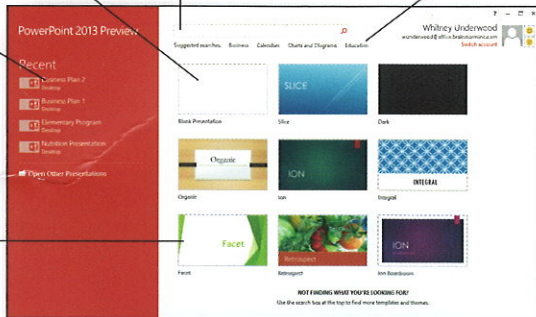 PowerPoint 2013 Preview
Recent
Business Plan 2
Desktop
Business Plan 1
Desktop
Elementary Program
Desktop
Nutrition Presentation
Desktop
Open Other Presentations
Suggested searches: Business Calendars Charts and Diagrams Education
Whitney Underwood
Switch account
Blank Presentation
SLICE
Slice
Dark
Organic
Organic
ION
Ion
INTEGRAL
Integral
Facet
Facet
Retrospect
Retrospect
ION
Ion Boardroom
NOT FINDING WHAT YOU'RE LOOKING FOR?
Use the search box at the top to find more templates and themes.